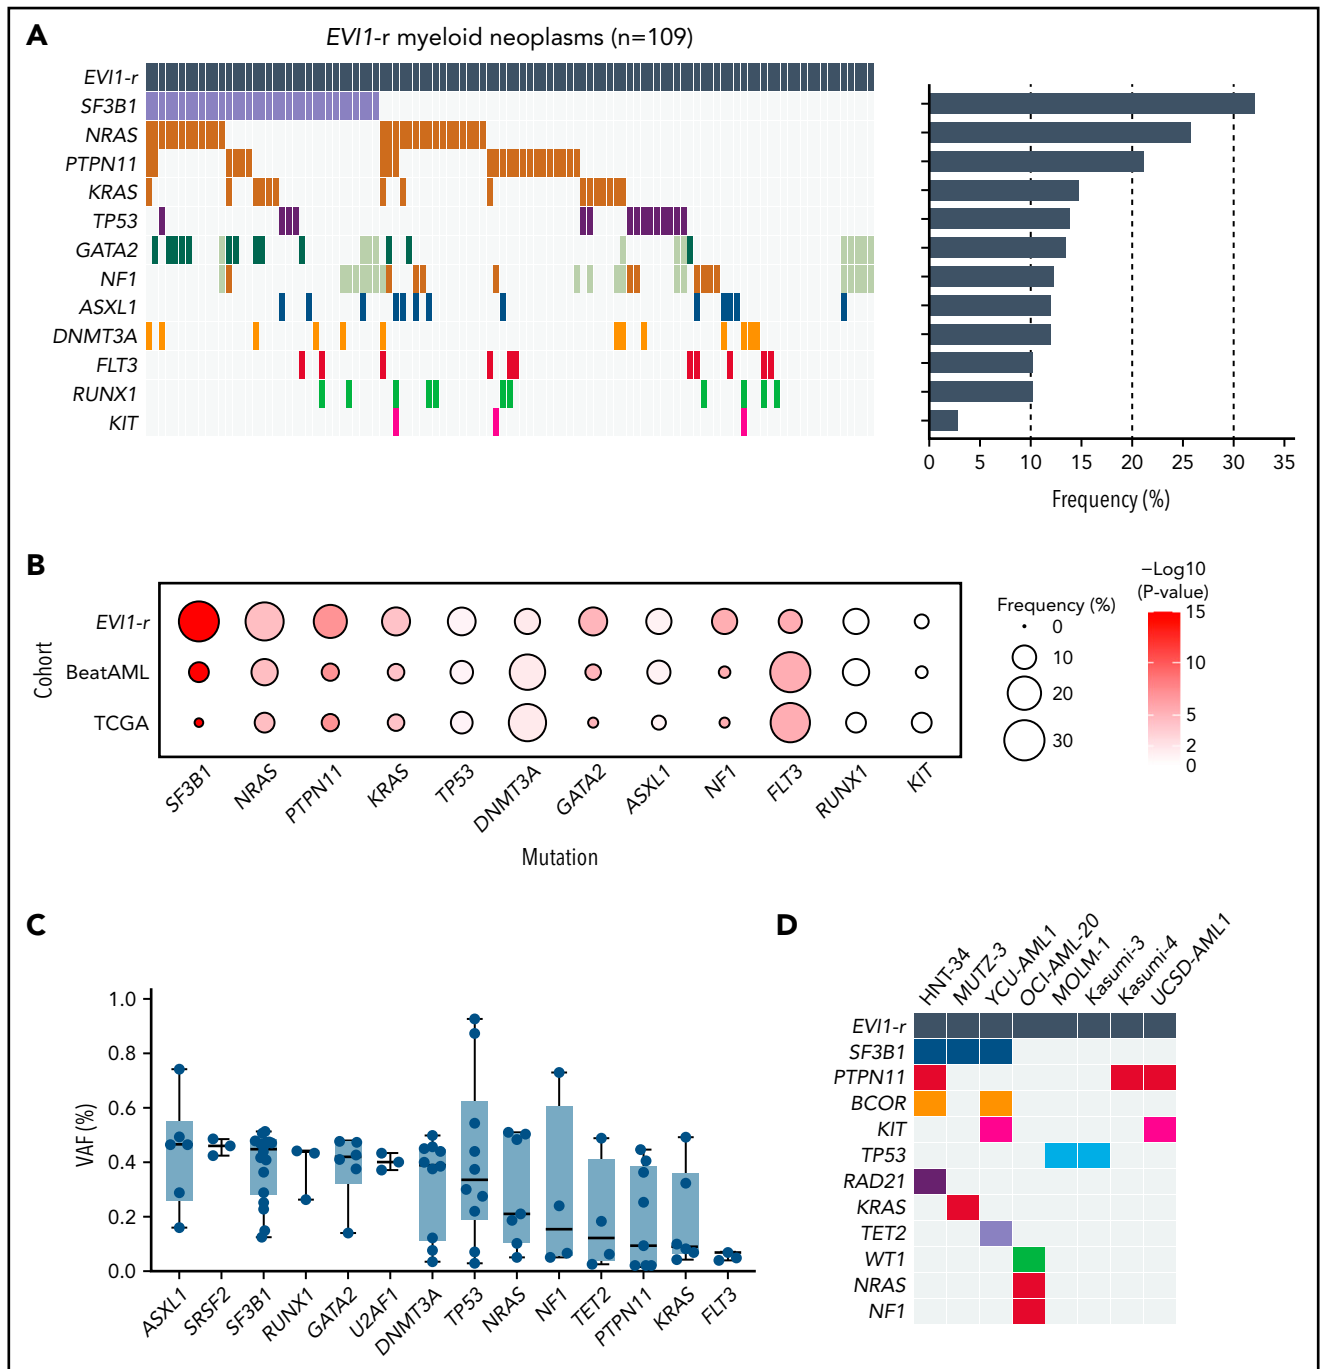 A
EVI1-r myeloid neoplasms (n=109)
EVI1-r
SF3B1
NRAS
PTPN11
KRAS
TP53
GATA2
NF1
ASXL1
DNMT3A
FLT3
RUNX1
KIT
0 5 10 15 20 25 30 35
Frequency (%)
B
Cohort
EVI1-r
BeatAML
TCGA
SF3B1 NRAS PTPN11 KRAS TP53 DNMT3A GATA2 ASXL1 NF1 FLT3 RUNX1 KIT
Mutation
Frequency (%)
0
10
20
30
−Log10
(P-value)
15
10
5
2
0
C
VAF (%)
1.0
0.8
0.6
0.4
0.2
0.0
ASXL1 SRSF2 SF3B1 RUNX1 GATA2 U2AF1 DNMT3A TP53 NRAS NF1 TET2 PTPN11 KRAS FLT3
D
HNT-34 MUTZ-3 YCU-AML1 OCI-AML-20 MOLM-1 Kasumi-3 Kasumi-4 UCSD-AML1
EVI1-r
SF3B1
PTPN11
BCOR
KIT
TP53
RAD21
KRAS
TET2
WT1
NRAS
NF1